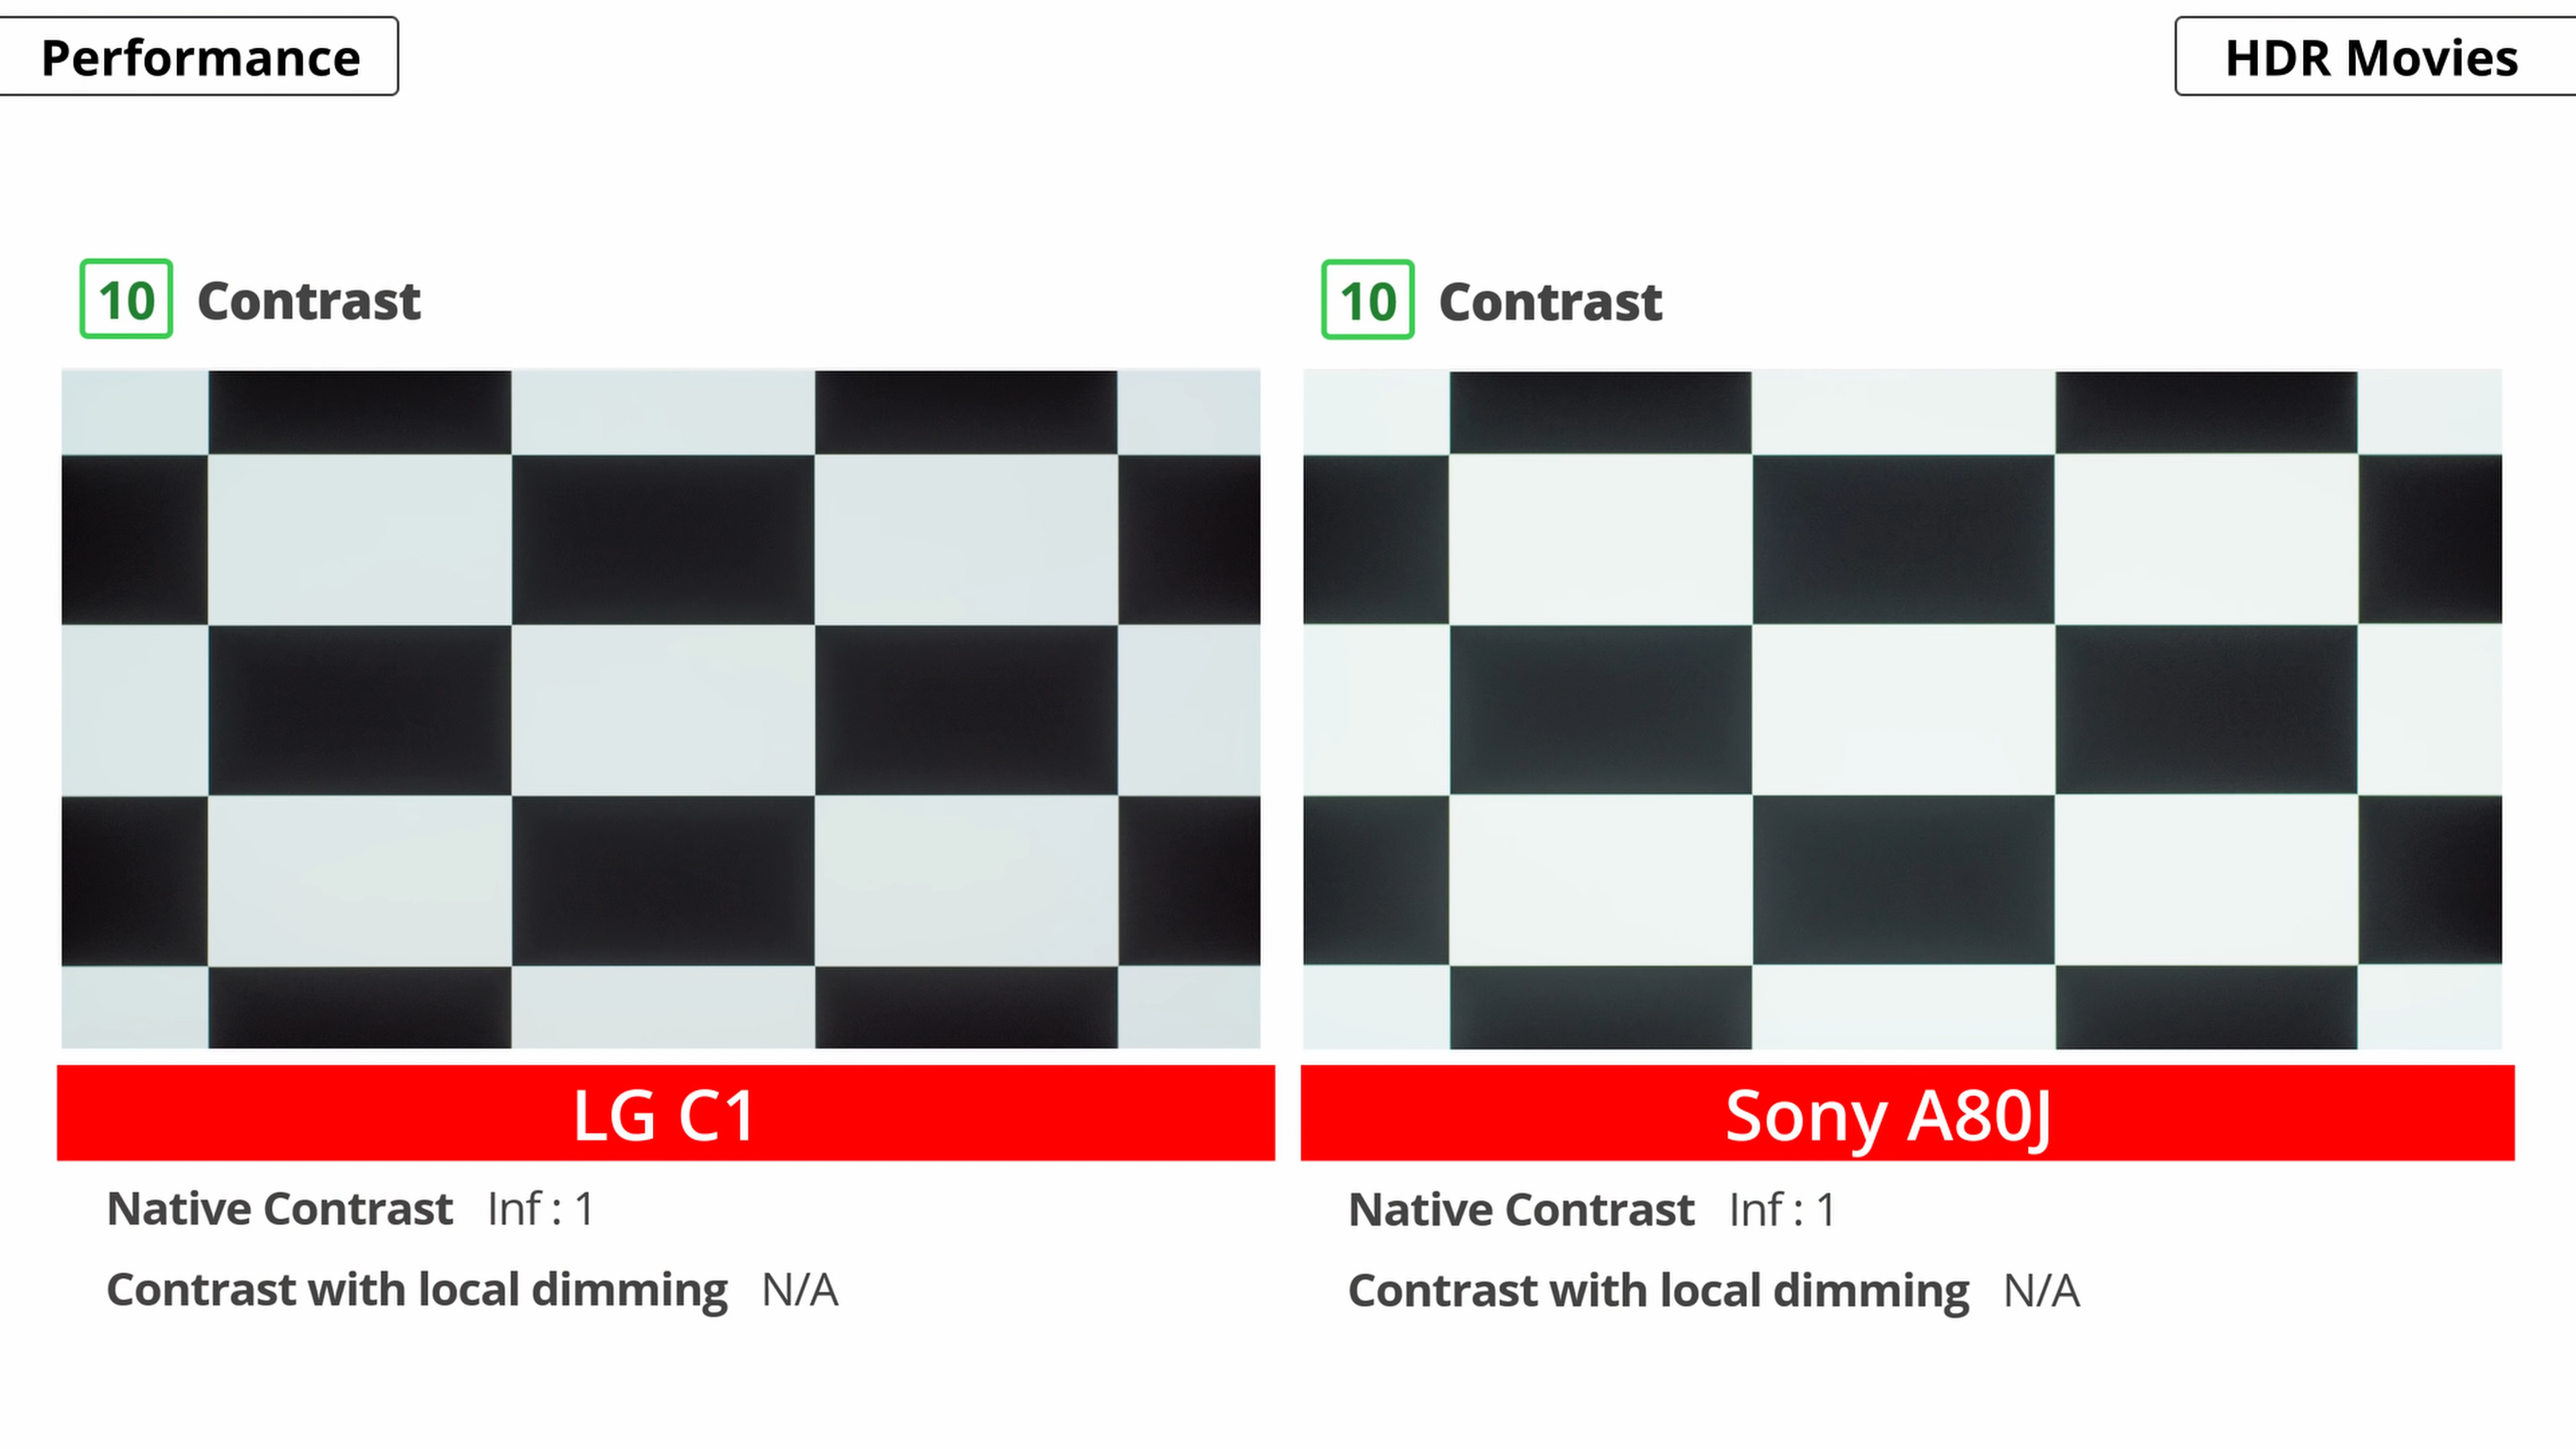 Performance
HDR Movies
10 Contrast
10 Contrast
LG C1
Sony A80J
Native Contrast Inf : 1
Native Contrast Inf : 1
Contrast with local dimming N/A
Contrast with local dimming N/A